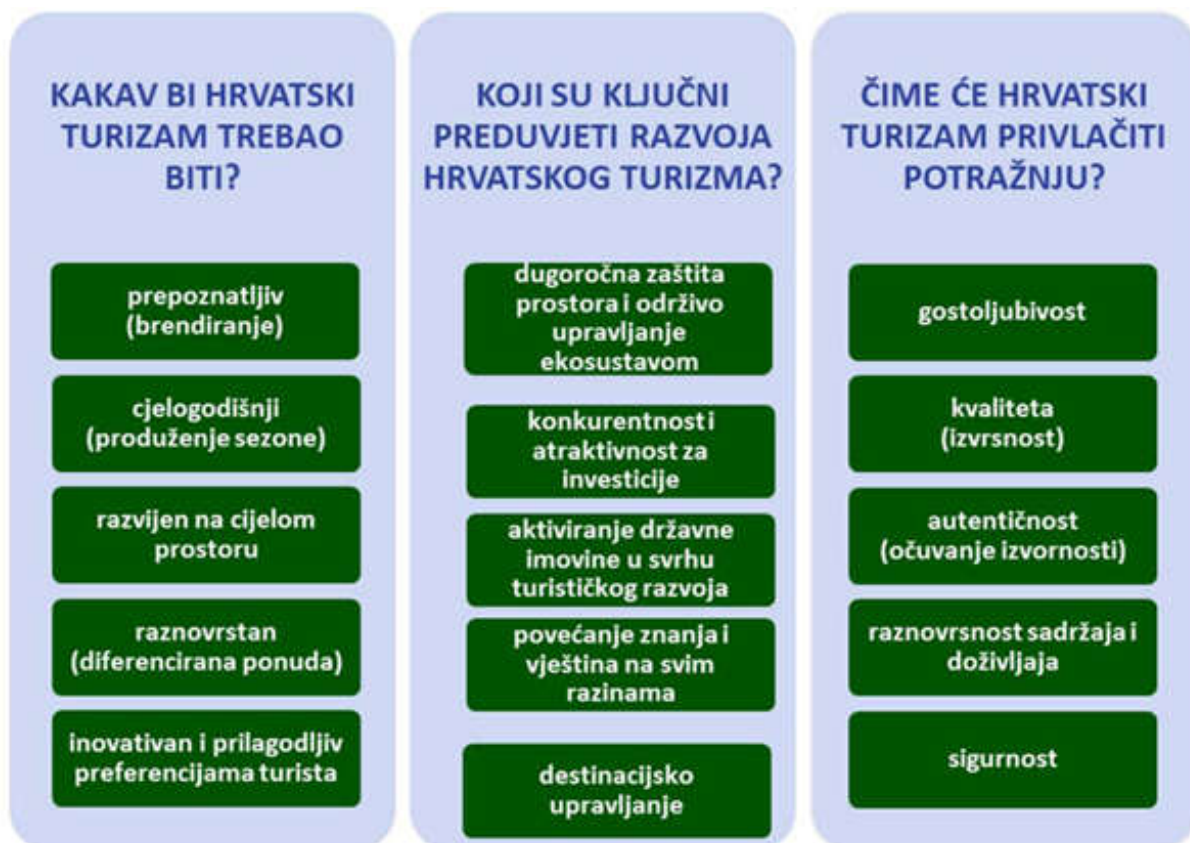 KAKAV BI HRVATSKI
TURIZAM TREBAO
BITI?
prepoznatljiv
(brendiranje)
cjelogodišnji
(produženje sezone)
razvijen na cijelom
prostoru
raznovrstan
(diferencirana ponuda)
inovativan i prilagodljiv
preferencijama turista
KOJI SU KLJUČNI
PREDUVJETI RAZVOJA
HRVATSKOG TURIZMA?
dugoročna zaštita
prostora i održivo
upravljanje
ekosustavom
konkurentnost i
atraktivnost za
investicije
aktiviranje državne
imovine u svrhu
turističkog razvoja
povećanje znanja i
vještina na svim
razinama
destinacijsko
upravljanje
ČIME ĆE HRVATSKI
TURIZAM PRIVLAČITI
POTRAŽNJU?
gostoljubivost
kvaliteta
(izvrsnost)
autentičnost
(očuvanje izvornosti)
raznovrsnost sadržaja i
doživljaja
sigurnost